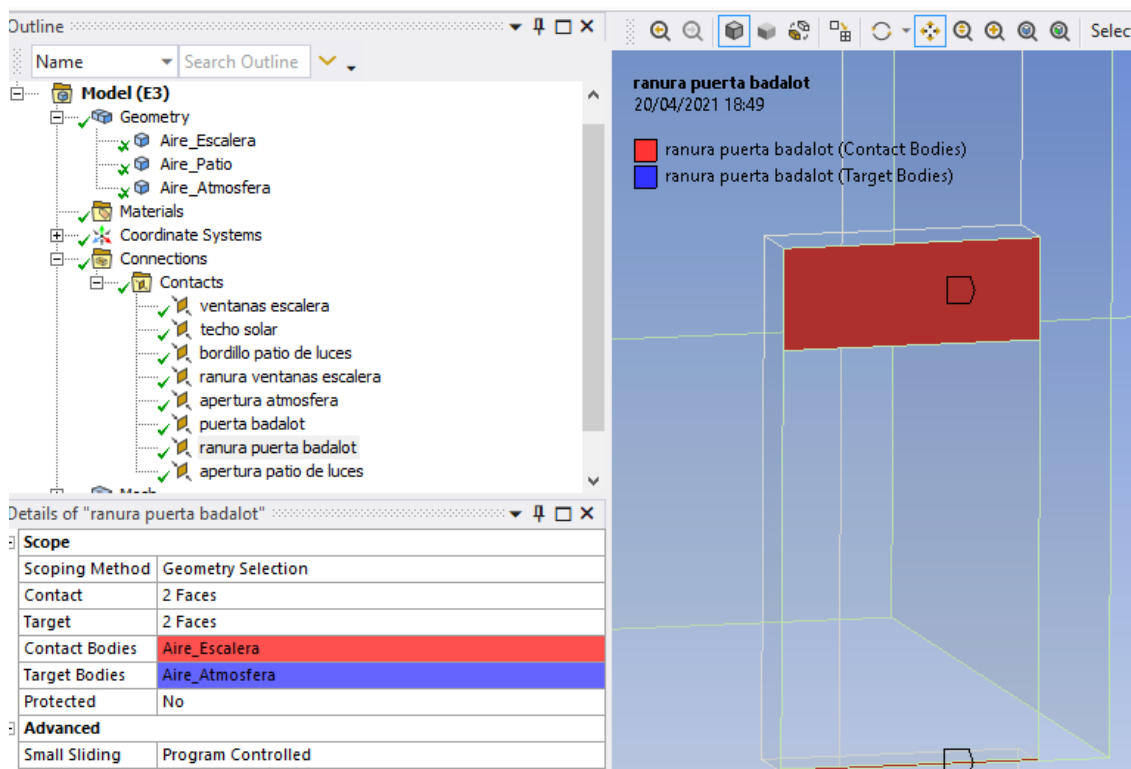 Outline
Name
Search Outline
Model (E3)
Geometry
Aire_Escalera
Aire_Patio
Aire_Atmosfera
Materials
Coordinate Systems
Connections
Contacts
ventanas escalera
techo solar
bordillo patio de luces
ranura ventanas escalera
apertura atmosfera
puerta badalot
ranura puerta badalot
apertura patio de luces
Details of "ranura puerta badalot"
Scope
Scoping Method Geometry Selection
Contact 2 Faces
Target 2 Faces
Contact Bodies Aire_Escalera
Target Bodies Aire_Atmosfera
Protected No
Advanced
Small Sliding Program Controlled
Selec
ranura puerta badalot
20/04/2021 18:49
ranura puerta badalot (Contact Bodies)
ranura puerta badalot (Target Bodies)